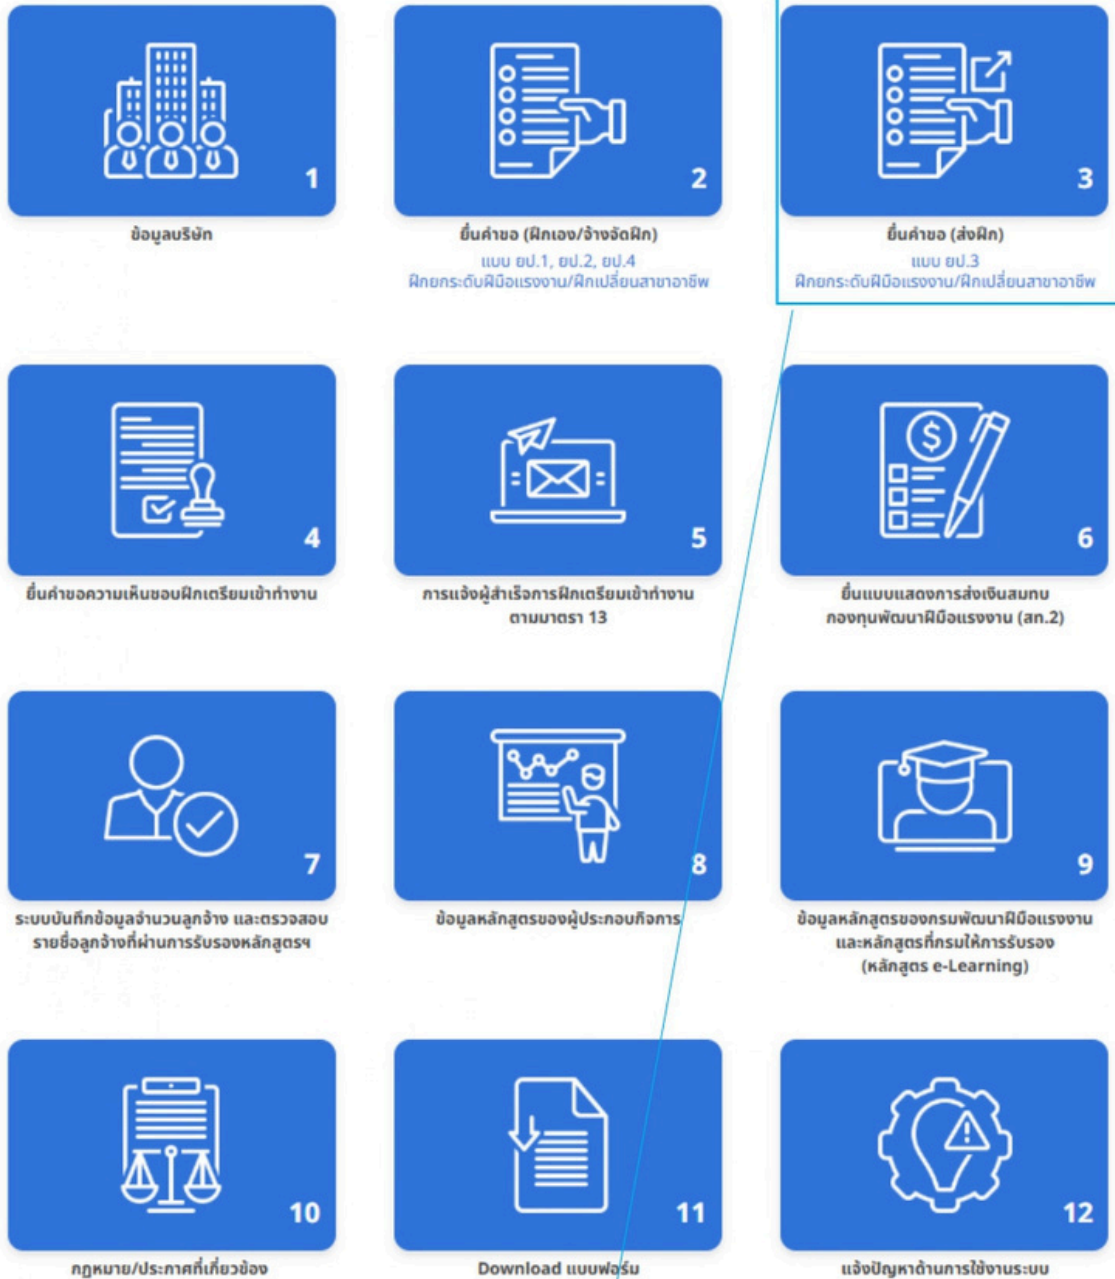 1
ข้อมูลบริษัท
2
ยื่นคำขอ (ฝึกเอง/จ้างจัดฝึก)
แบบ ยป.1, ยป.2, ยป.4
ฝึกยกระดับฝีมือแรงงาน/ฝึกเปลี่ยนสาขาอาชีพ
3
ยื่นคำขอ (ส่งฝึก)
แบบ ยป.3
ฝึกยกระดับฝีมือแรงงาน/ฝึกเปลี่ยนสาขาอาชีพ
4
ยื่นคำขอความเห็นชอบฝึกเตรียมเข้าทำงาน
5
การแจ้งผู้สำเร็จการฝึกเตรียมเข้าทำงาน
ตามมาตรา 13
$
6
ยื่นแบบแสดงการส่งเงินสมทบ
กองทุนพัฒนาฝีมือแรงงาน (สท.2)
7
ระบบบันทึกข้อมูลจำนวนลูกจ้าง และตรวจสอบ
รายชื่อลูกจ้างที่ผ่านการรับรองหลักสูตรฯ
8
ข้อมูลหลักสูตรของผู้ประกอบกิจการ
9
ข้อมูลหลักสูตรของกรมพัฒนาฝีมือแรงงาน
และหลักสูตรที่กรมให้การรับรอง
(หลักสูตร e-Learning)
10
กฎหมาย/ประกาศที่เกี่ยวข้อง
11
Download แบบฟอร์ม
12
แจ้งปัญหาด้านการใช้งานระบบ